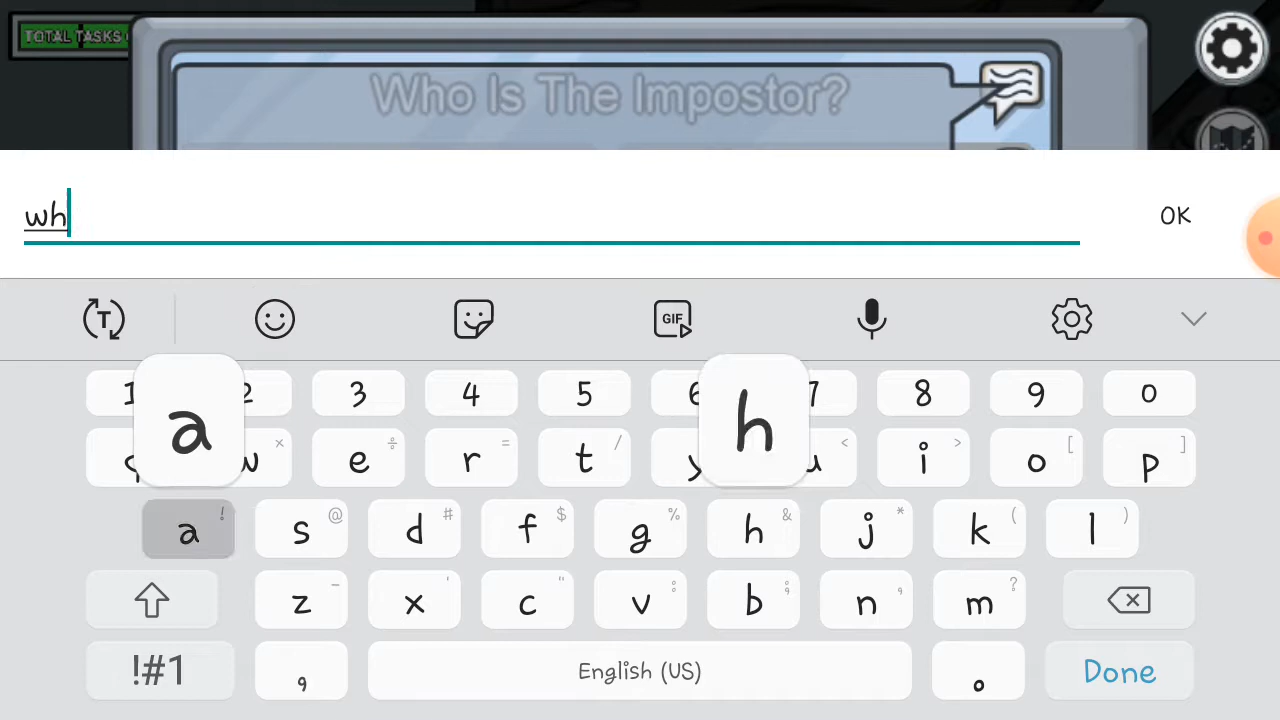 TOTAL TASKS
Who Is The Impostor?
wh
OK
T
GIF
1 2 3 4 5 6 7 8 9 0
q w × e ÷ r = t / y u < i > o [ p ]
a h
a ! s @ d # f $ g % h & j * k ( l )
z - x ' c " v : b ; n , m ?
!#1 , English (US) . Done